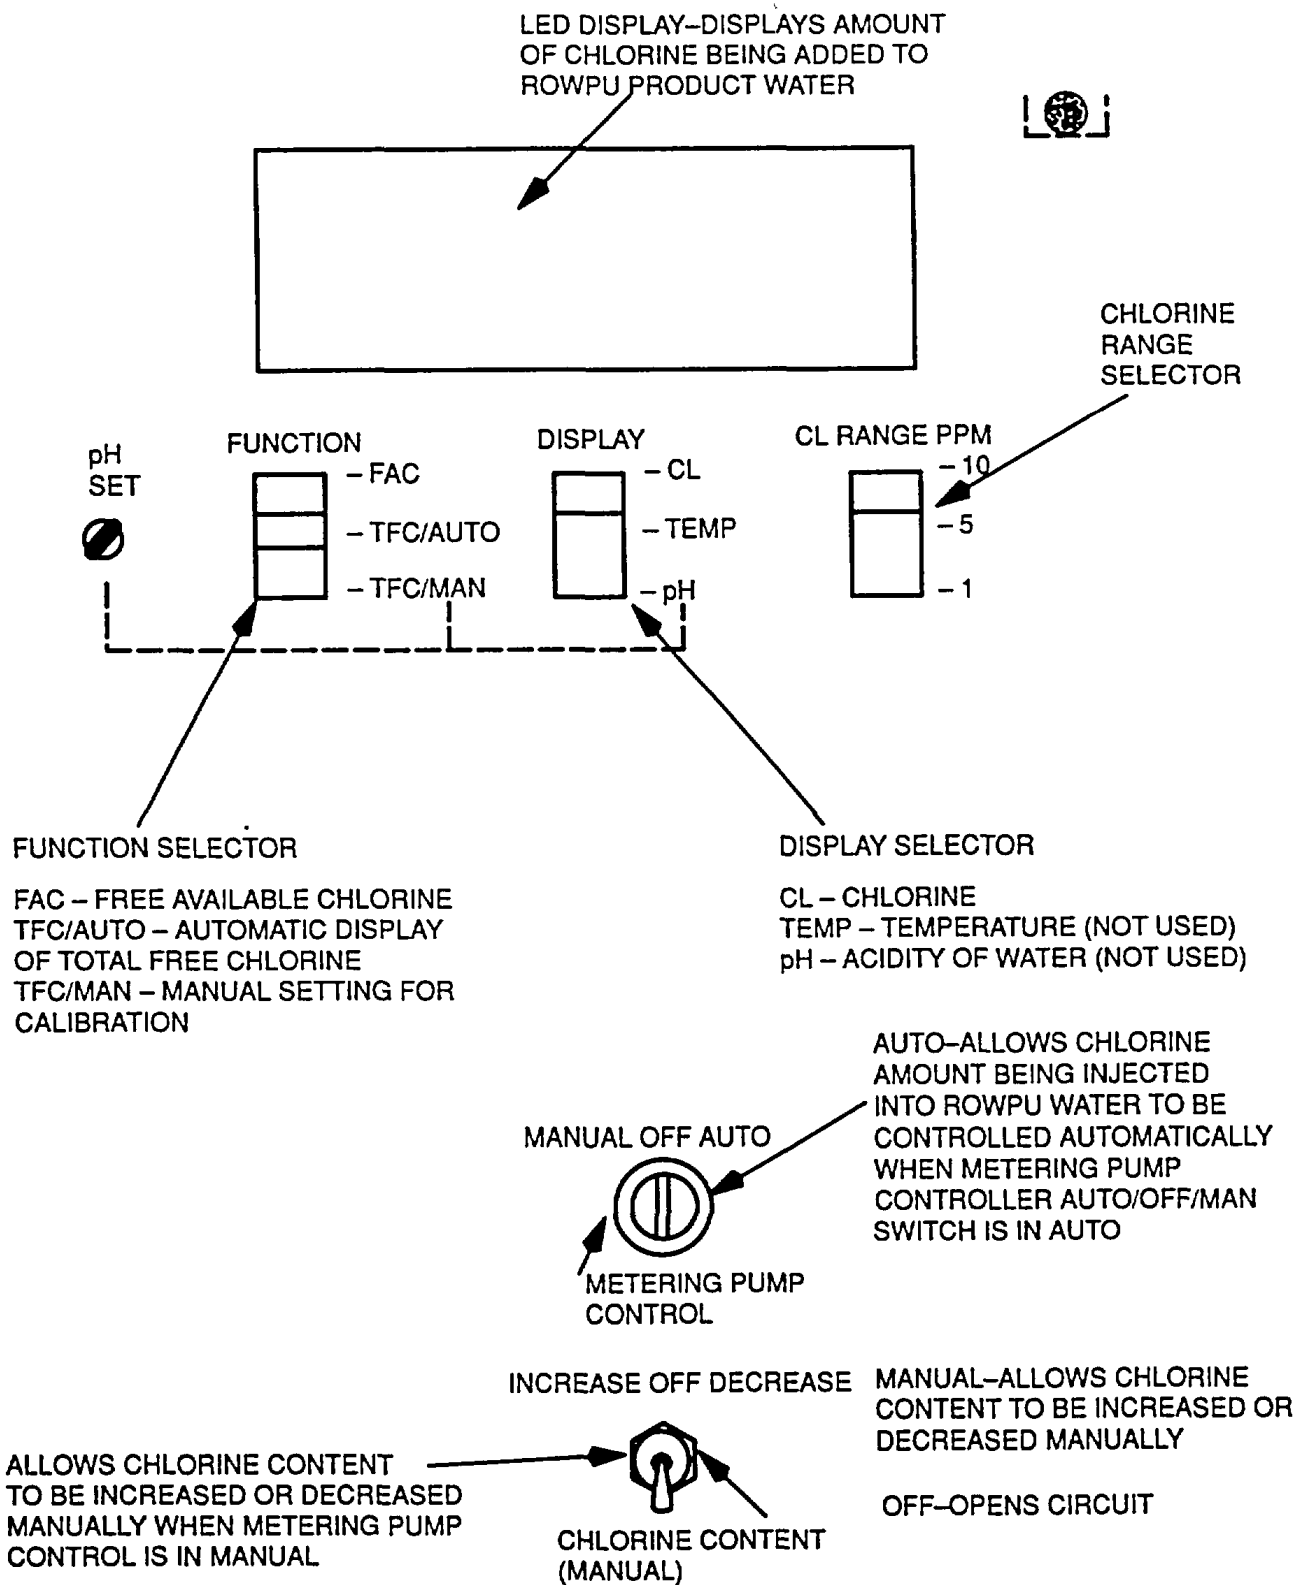 LED DISPLAY–DISPLAYS AMOUNT
OF CHLORINE BEING ADDED TO
ROWPU PRODUCT WATER
CHLORINE
RANGE
SELECTOR
pH
SET
FUNCTION
– FAC
– TFC/AUTO
– TFC/MAN
DISPLAY
– CL
– TEMP
– pH
CL RANGE PPM
– 10
– 5
– 1
FUNCTION SELECTOR
FAC – FREE AVAILABLE CHLORINE
TFC/AUTO – AUTOMATIC DISPLAY
OF TOTAL FREE CHLORINE
TFC/MAN – MANUAL SETTING FOR
CALIBRATION
DISPLAY SELECTOR
CL – CHLORINE
TEMP – TEMPERATURE (NOT USED)
pH – ACIDITY OF WATER (NOT USED)
AUTO–ALLOWS CHLORINE
AMOUNT BEING INJECTED
INTO ROWPU WATER TO BE
CONTROLLED AUTOMATICALLY
WHEN METERING PUMP
CONTROLLER AUTO/OFF/MAN
SWITCH IS IN AUTO
MANUAL OFF AUTO
METERING PUMP
CONTROL
INCREASE OFF DECREASE
MANUAL–ALLOWS CHLORINE
CONTENT TO BE INCREASED OR
DECREASED MANUALLY
OFF–OPENS CIRCUIT
ALLOWS CHLORINE CONTENT
TO BE INCREASED OR DECREASED
MANUALLY WHEN METERING PUMP
CONTROL IS IN MANUAL
CHLORINE CONTENT
(MANUAL)